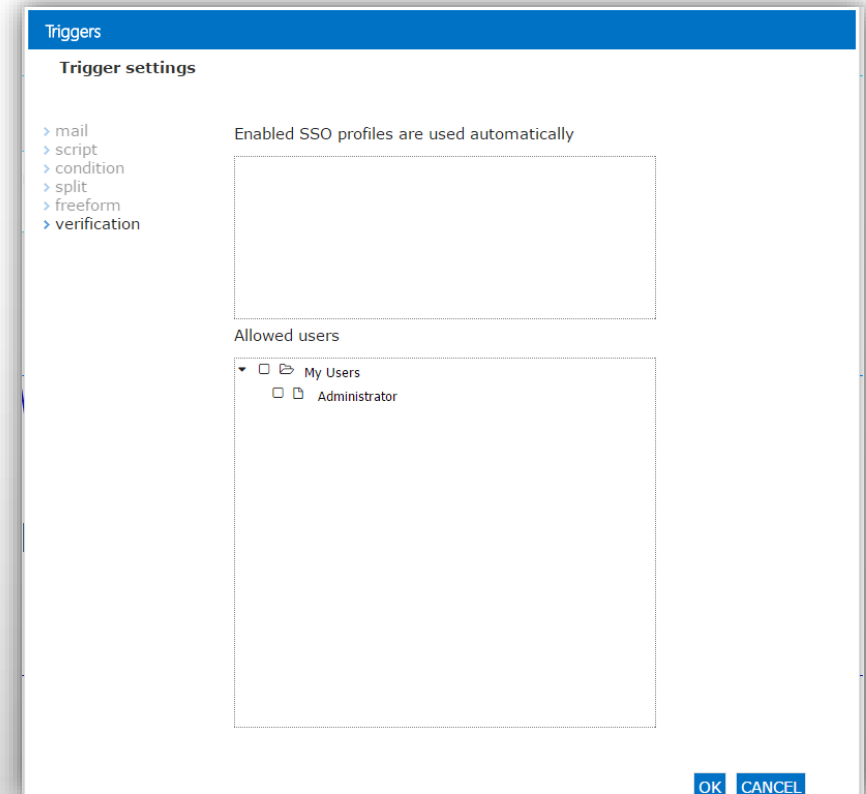 Triggers
Trigger settings
mail
script
condition
split
freeform
verification
Enabled SSO profiles are used automatically
Allowed users
My Users
Administrator
OK CANCEL